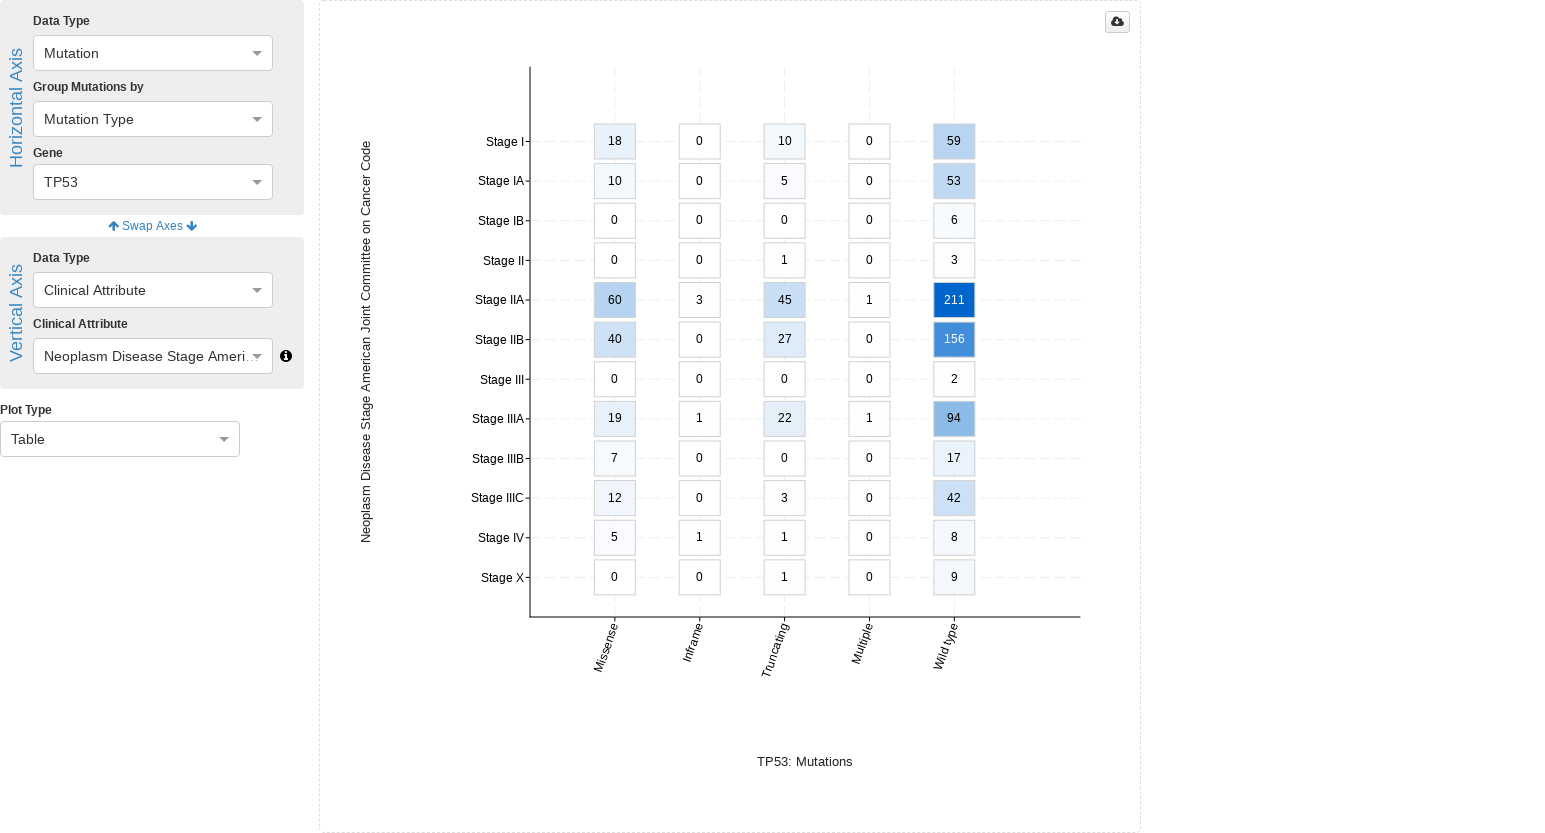 Horizontal Axis
Data Type
Mutation
Group Mutations by
Mutation Type
Gene
TP53
Swap Axes
Vertical Axis
Data Type
Clinical Attribute
Clinical Attribute
Neoplasm Disease Stage Ameri...
Plot Type
Table
Neoplasm Disease Stage American Joint Committee on Cancer Code
Stage I 18 0 10 0 59
Stage IA 10 0 5 0 53
Stage IB 0 0 0 0 6
Stage II 0 0 1 0 3
Stage IIA 60 3 45 1 211
Stage IIB 40 0 27 0 156
Stage III 0 0 0 0 2
Stage IIIA 19 1 22 1 94
Stage IIIB 7 0 0 0 17
Stage IIIC 12 0 3 0 42
Stage IV 5 1 1 0 8
Stage X 0 0 1 0 9
Missense Inframe Truncating Multiple Wild type
TP53: Mutations